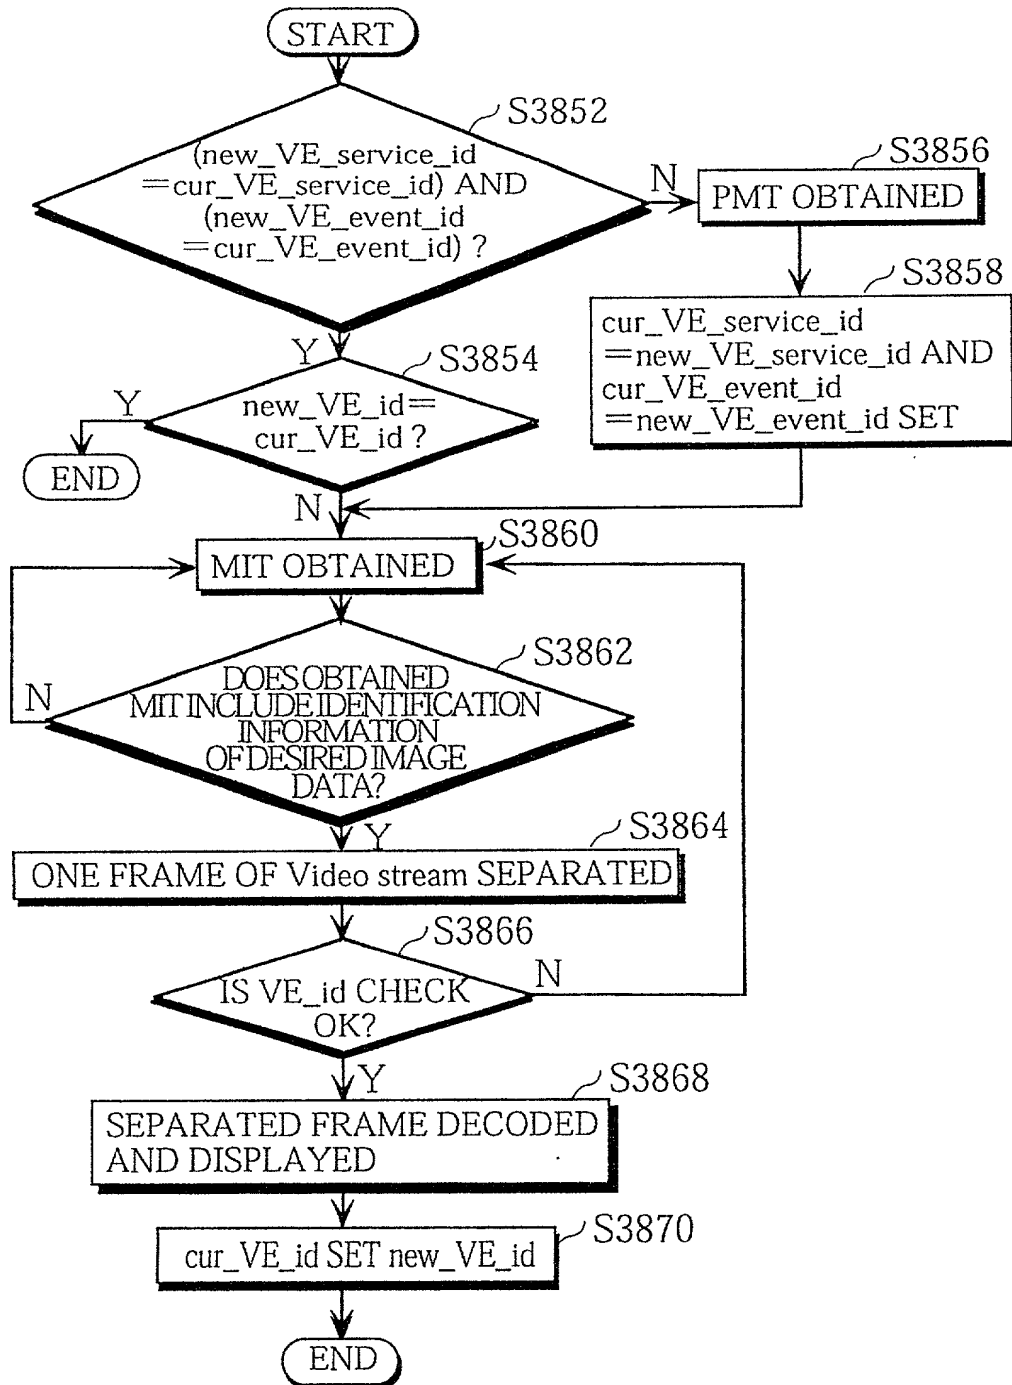 START
S3852
(new_VE_service_id
=cur_VE_service_id) AND
(new_VE_event_id
=cur_VE_event_id) ?
N
S3856
PMT OBTAINED
S3858
cur_VE_service_id
=new_VE_service_id AND
cur_VE_event_id
=new_VE_event_id SET
Y
S3854
new_VE_id=
cur_VE_id ?
Y
END
N
S3860
MIT OBTAINED
S3862
DOES OBTAINED
MIT INCLUDE IDENTIFICATION
INFORMATION
OF DESIRED IMAGE
DATA?
N
Y
S3864
ONE FRAME OF Video stream SEPARATED
S3866
IS VE_id CHECK
OK?
N
Y
S3868
SEPARATED FRAME DECODED
AND DISPLAYED
S3870
cur_VE_id SET new_VE_id
END